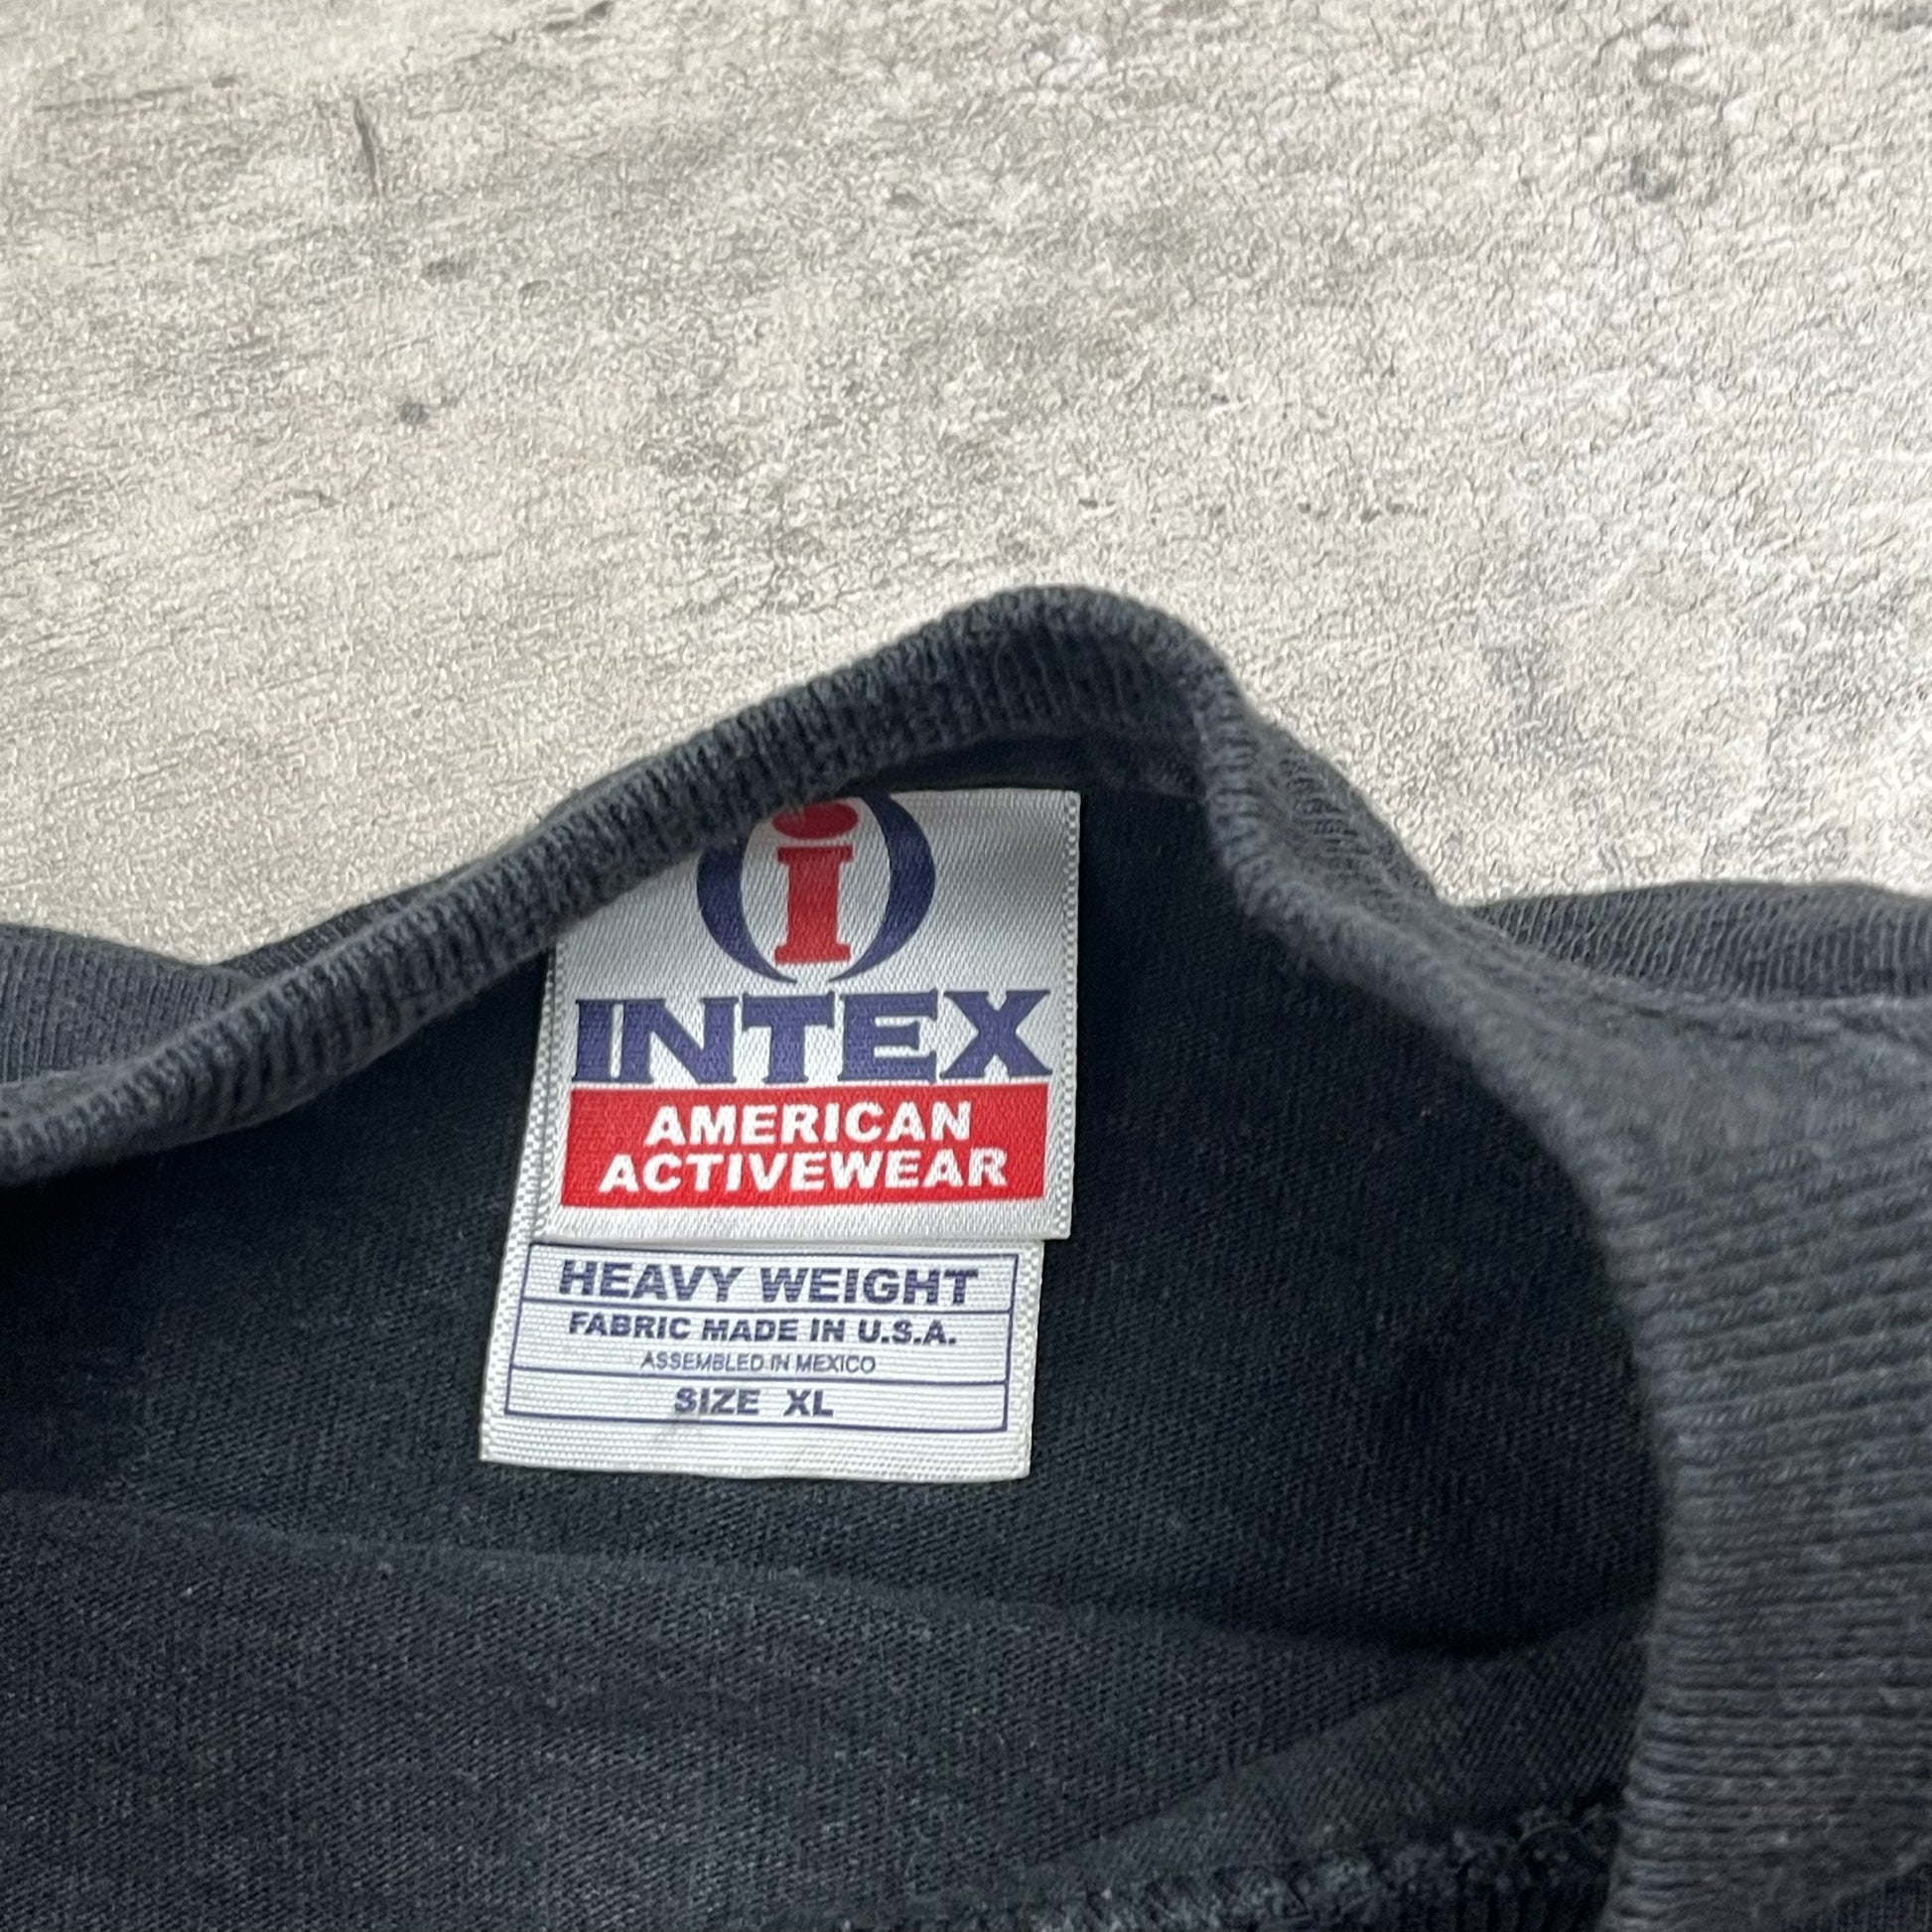 i
INTEX
AMERICAN
ACTIVEWEAR
HEAVY WEIGHT
FABRIC MADE IN U.S.A.
ASSEMBLED IN MEXICO
SIZE XL